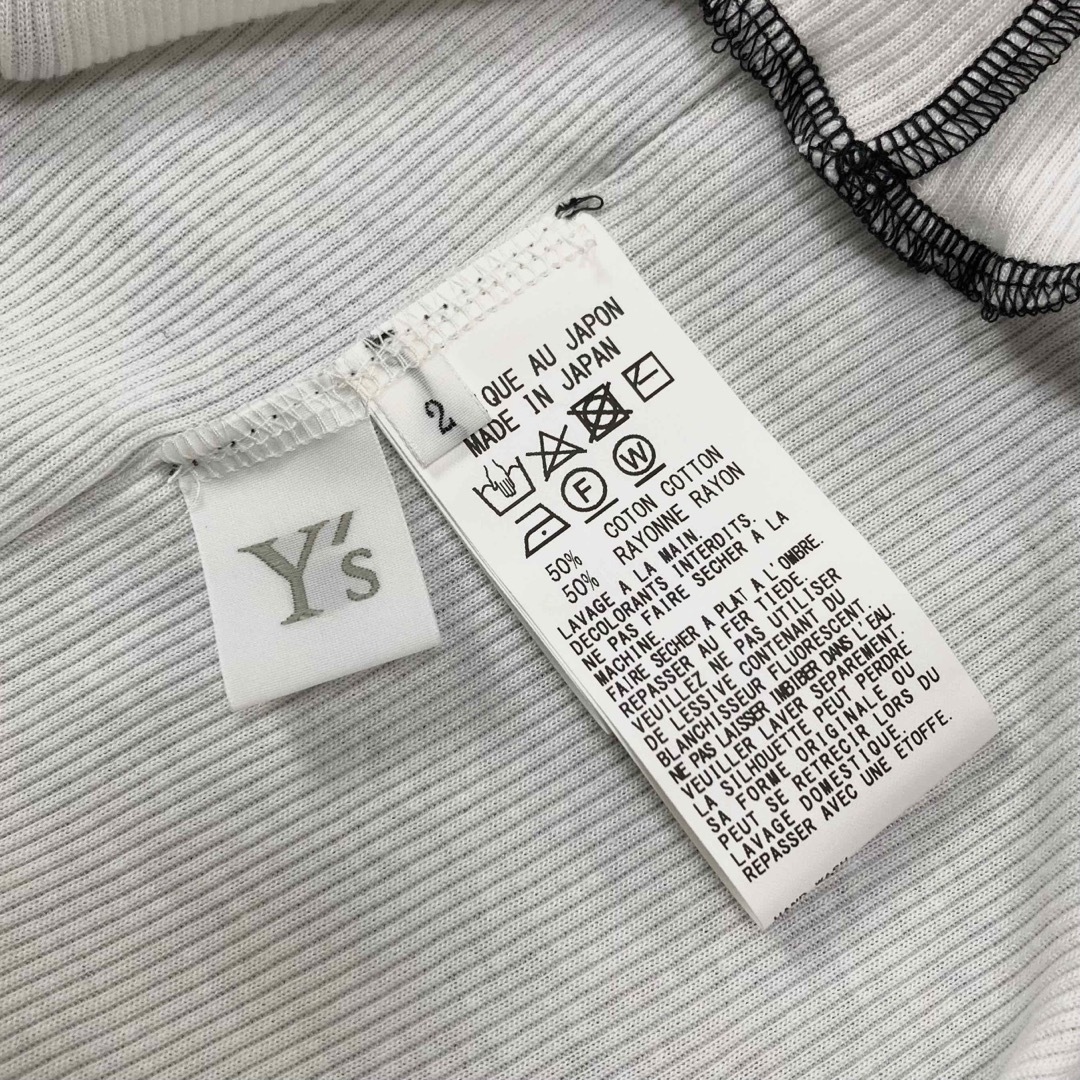 Y's
2
QUE AU JAPON
MADE IN JAPAN
F W
50% COTON COTTON
50% RAYONNE RAYON
LAVAGE A LA MAIN.
DECOLORANTS INTERDITS.
NE PAS FAIRE SECHER A LA
MACHINE.
FAIRE SECHER A PLAT A L'OMBRE.
REPASSER AU FER TIEDE.
VEUILLEZ NE PAS UTILISER
DE LESSIVE CONTENANT DU
BLANCHISSEUR FLUORESCENT.
NE PAS LAISSER IMBIBER DANS L'EAU.
VEUILLER LAVER SEPAREMENT.
LA SILHOUETTE PEUT PERDRE
SA FORME ORIGINALE OU
PEUT SE RETRECIR LORS DU
LAVAGE DOMESTIQUE.
REPASSER AVEC UNE ETOFFE.